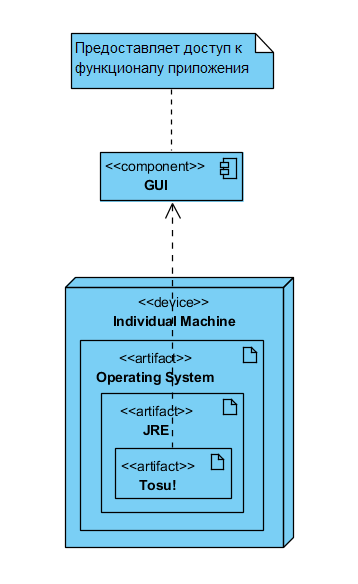 Предоставляет доступ к
функционалу приложения
<<component>>
GUI
<<device>>
Individual Machine
<<artifact>>
Operating System
<<artifact>>
JRE
<<artifact>>
Tosu!